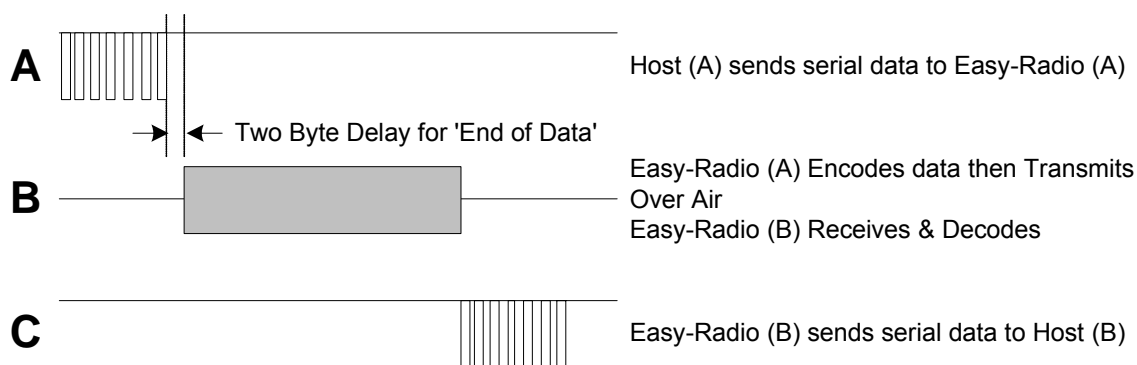 A
Host (A) sends serial data to Easy-Radio (A)
Two Byte Delay for 'End of Data'
B
Easy-Radio (A) Encodes data then Transmits
Over Air
Easy-Radio (B) Receives & Decodes
C
Easy-Radio (B) sends serial data to Host (B)